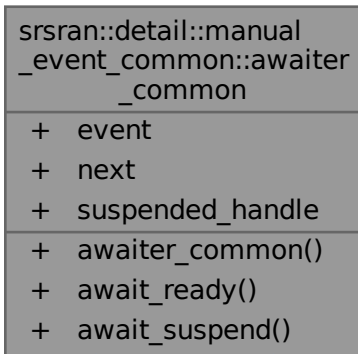 srsran::detail::manual
_event_common::awaiter
_common
+ event
+ next
+ suspended_handle
+ awaiter_common()
+ await_ready()
+ await_suspend()